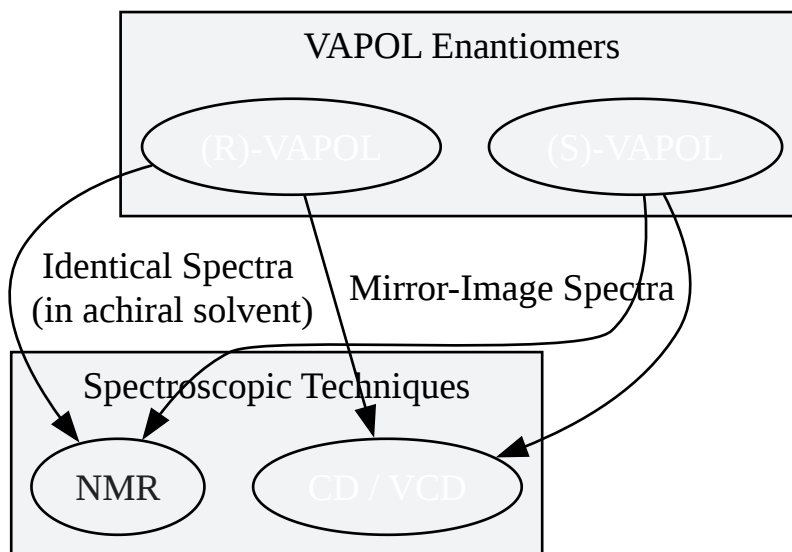 VAPOL Enantiomers
(R)-VAPOL
(S)-VAPOL
Identical Spectra
(in achiral solvent)
Mirror-Image Spectra
Spectroscopic Techniques
NMR
CD / VCD